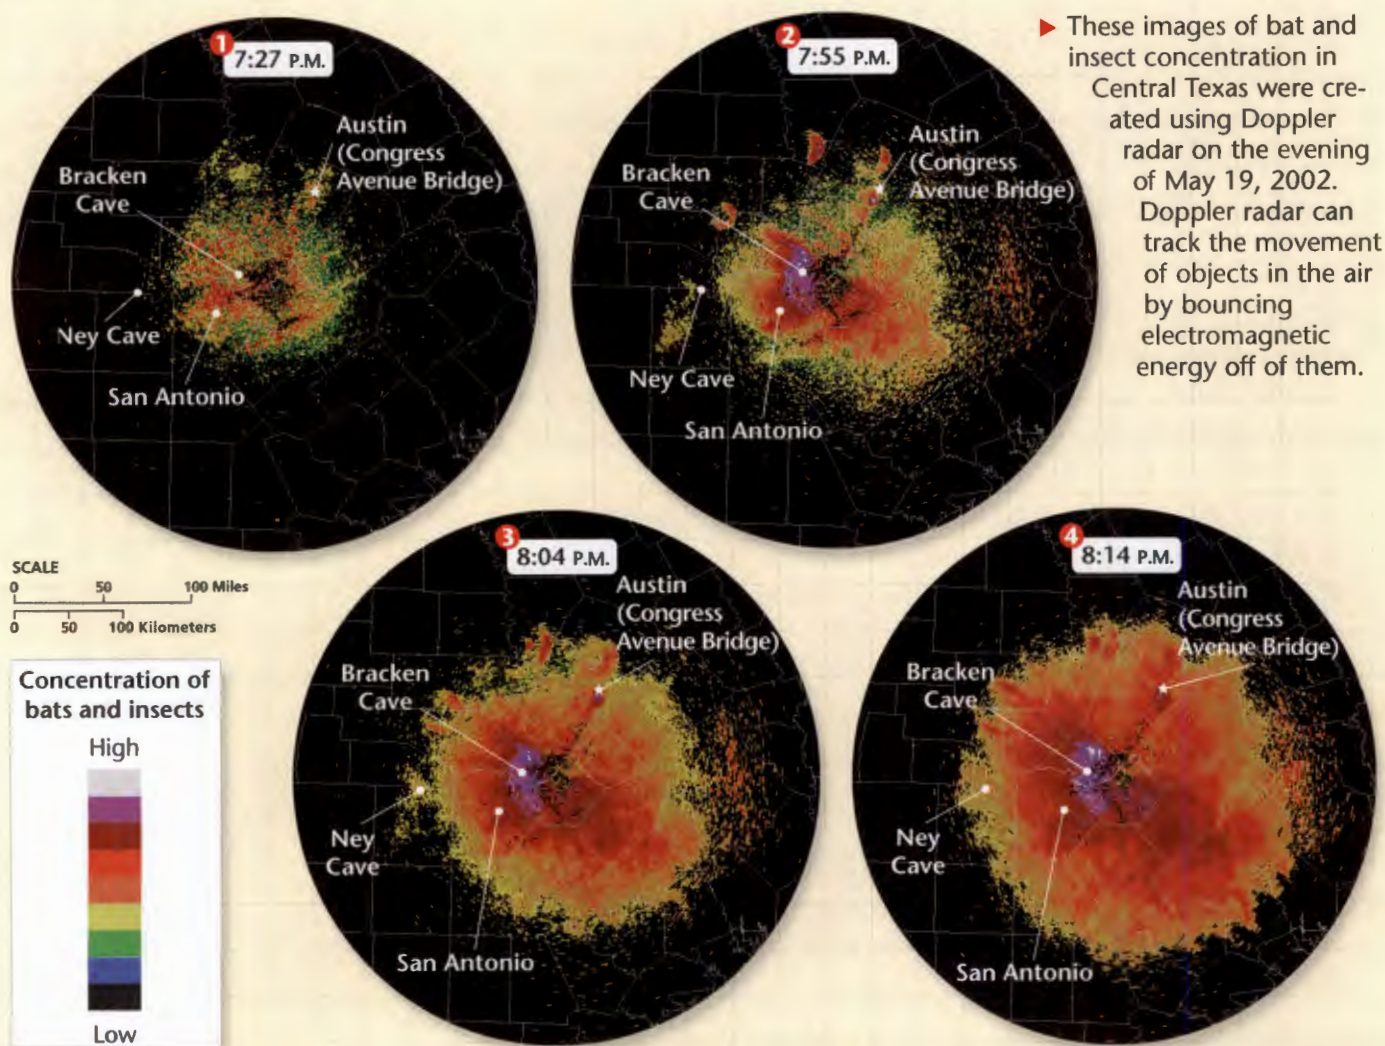 1
7:27 P.M.
Austin
(Congress
Avenue Bridge)
Bracken
Cave
Ney Cave
San Antonio
2
7:55 P.M.
Austin
(Congress
Avenue Bridge)
Bracken
Cave
Ney Cave
San Antonio
▶ These images of bat and
insect concentration in
Central Texas were cre-
ated using Doppler
radar on the evening
of May 19, 2002.
Doppler radar can
track the movement
of objects in the air
by bouncing
electromagnetic
energy off of them.
SCALE
0 50 100 Miles
0 50 100 Kilometers
Concentration of
bats and insects
High
Low
3
8:04 P.M.
Austin
(Congress
Avenue Bridge)
Bracken
Cave
Ney
Cave
San Antonio
4
8:14 P.M.
Austin
(Congress
Avenue Bridge)
Bracken
Cave
Ney
Cave
San Antonio